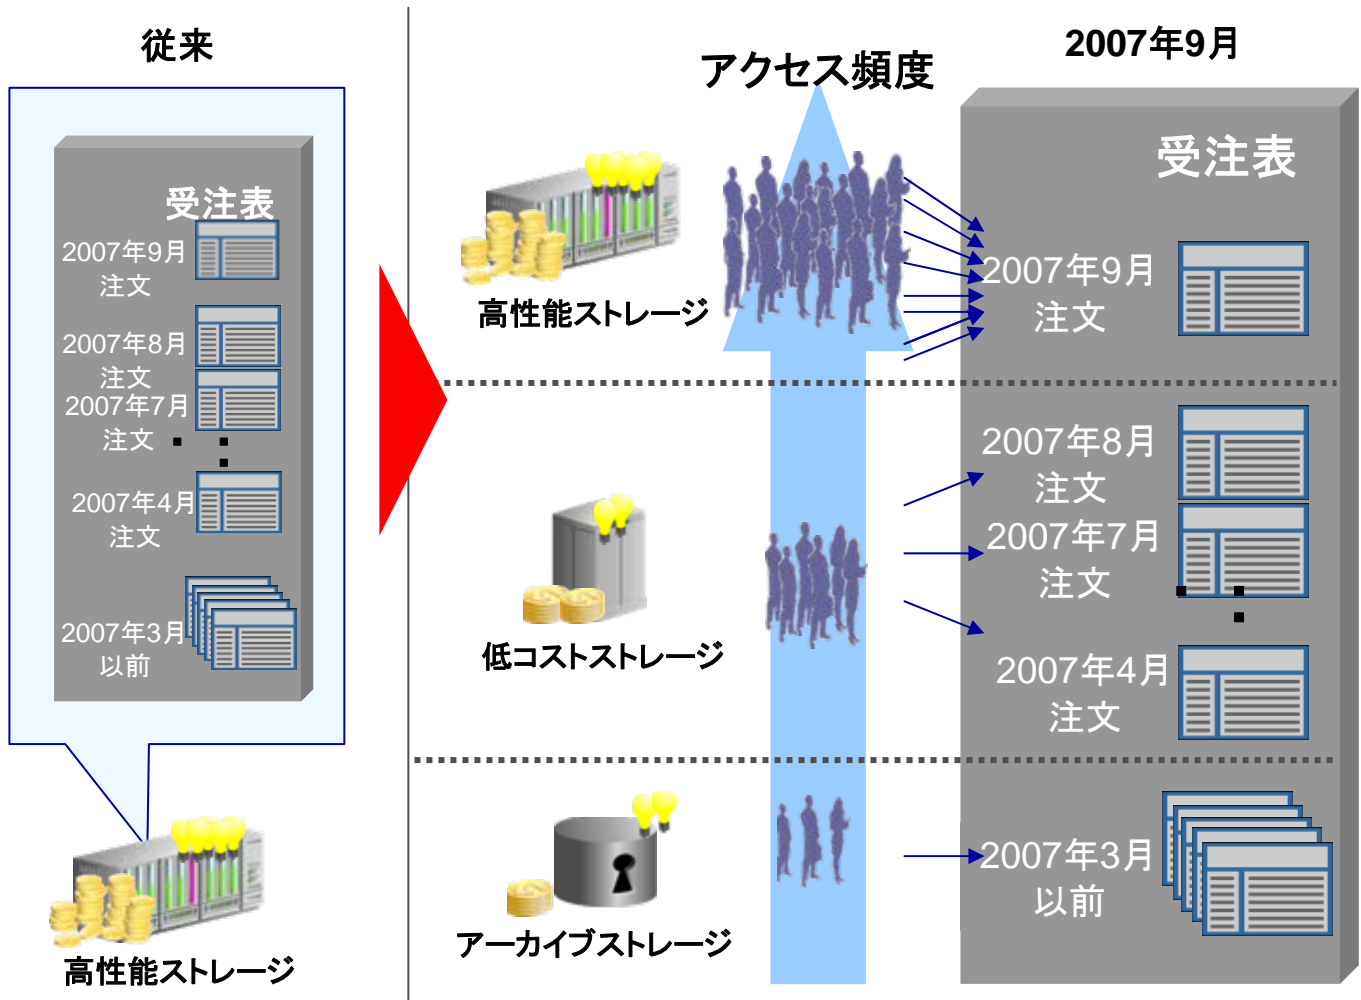 従来
受注表
2007年9月
注文
2007年8月
注文
2007年7月
注文
2007年4月
注文
2007年3月
以前
高性能ストレージ
アクセス頻度
2007年9月
高性能ストレージ
低コストストレージ
アーカイブストレージ
受注表
2007年9月
注文
2007年8月
注文
2007年7月
注文
2007年4月
注文
2007年3月
以前